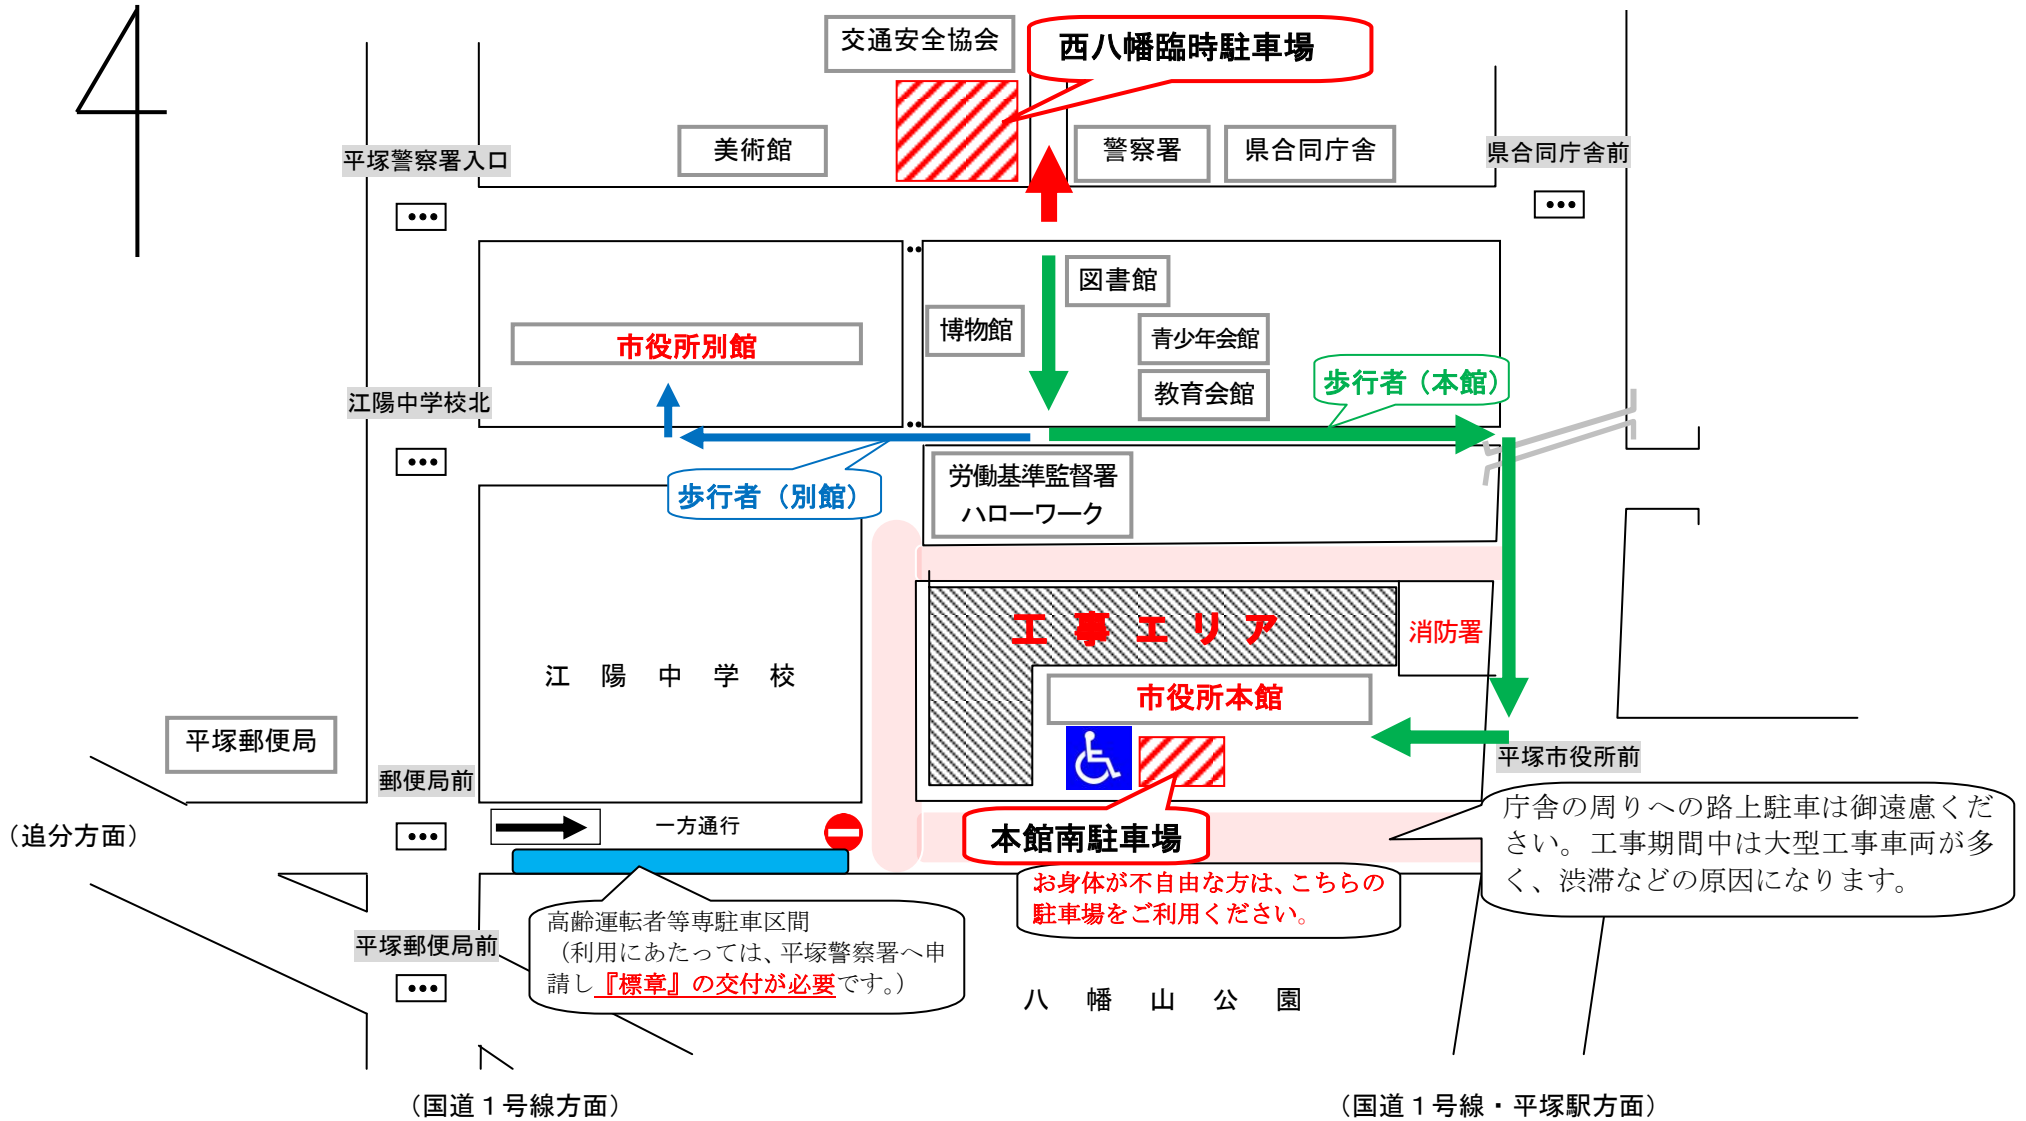 交通安全協会
西八幡臨時駐車場
美術館
警察署
県合同庁舎
平塚警察署入口
県合同庁舎前
図書館
博物館
市役所別館
青少年会館
教育会館
歩行者（本館）
江陽中学校北
歩行者（別館）
労働基準監督署
ハローワーク
工事エリア
消防署
江陽中学校
市役所本館
平塚郵便局
平塚市役所前
郵便局前
（追分方面）
一方通行
本館南駐車場
庁舎の周りへの路上駐車は御遠慮くだ
さい。工事期間中は大型工事車両が多
く、渋滞などの原因になります。
お身体が不自由な方は、こちらの
駐車場をご利用ください。
高齢運転者等専駐車区間
（利用にあたっては、平塚警察署へ申
請し『標章』の交付が必要です。）
平塚郵便局前
八幡山公園
（国道１号線方面）
（国道１号線・平塚駅方面）